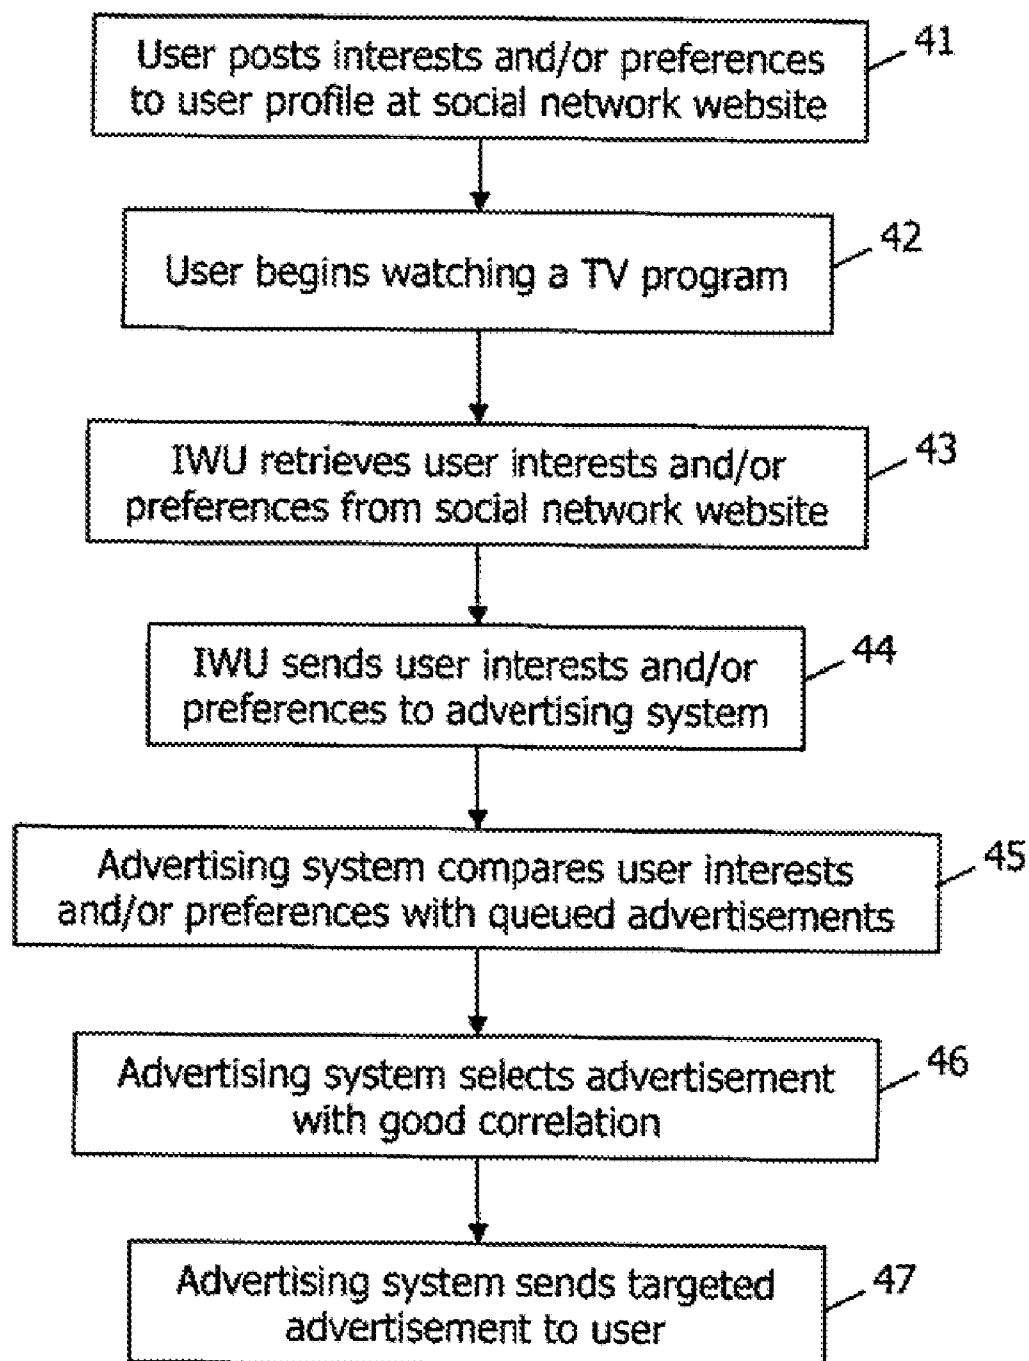 User posts interests and/or preferences
to user profile at social network website
41
User begins watching a TV program
42
IWU retrieves user interests and/or
preferences from social network website
43
IWU sends user interests and/or
preferences to advertising system
44
Advertising system compares user interests
and/or preferences with queued advertisements
45
Advertising system selects advertisement
with good correlation
46
Advertising system sends targeted
advertisement to user
47